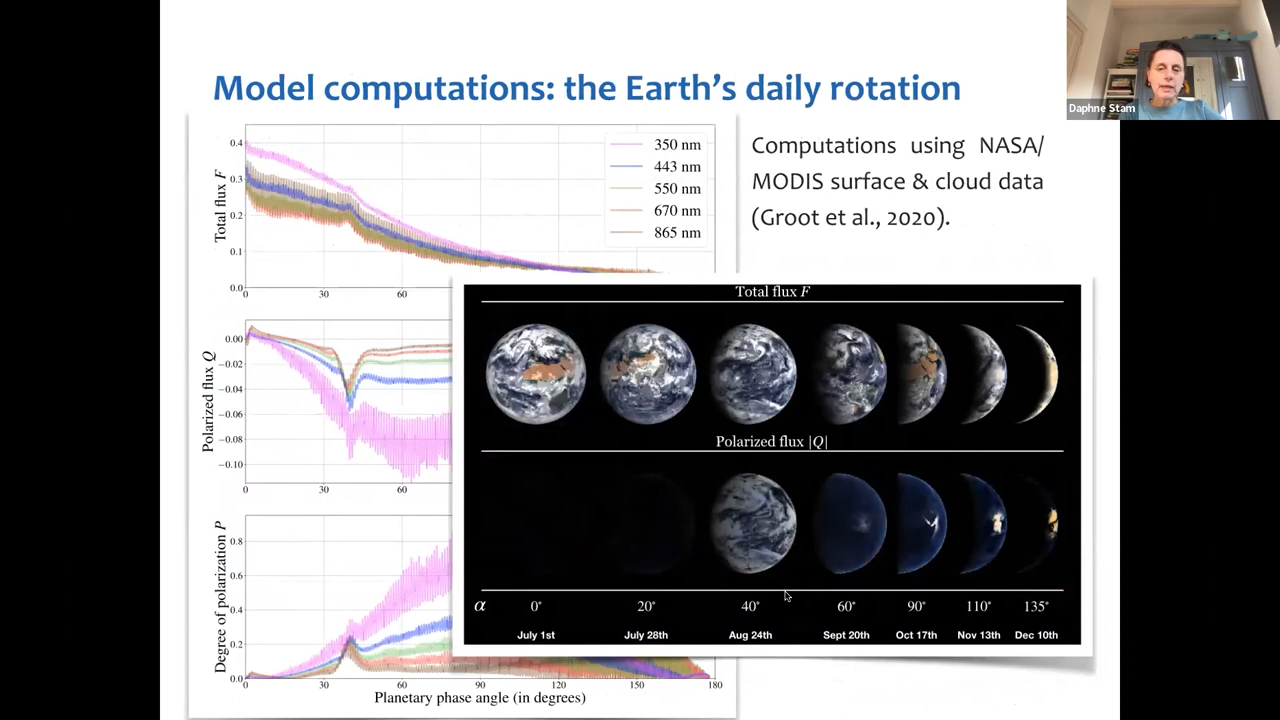 Model computations: the Earth's daily rotation
Daphne Stam
Computations using NASA/
MODIS surface & cloud data
(Groot et al., 2020).
Total flux F
0.4
0.3
0.2
0.1
0.0
0 30 60
350 nm
443 nm
550 nm
670 nm
865 nm
Polarized flux Q
0.00
−0.02
−0.04
−0.06
−0.08
−0.10
0 30 60
Degree of polarization P
0.8
0.6
0.4
0.2
0.0
0 30 60 90 120 150 180
Planetary phase angle (in degrees)
Total flux F
Polarized flux |Q|
α 0° 20° 40° 60° 90° 110° 135°
July 1st July 28th Aug 24th Sept 20th Oct 17th Nov 13th Dec 10th